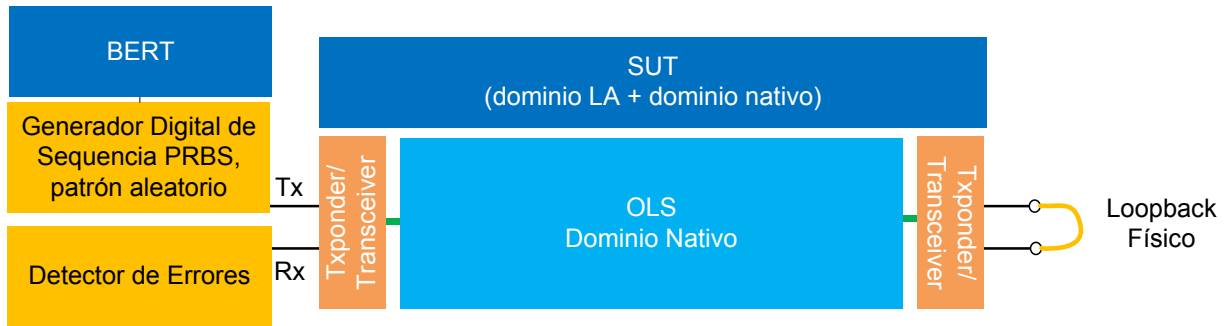 BERT
Generador Digital de
Sequencia PRBS,
patrón aleatorio
Detector de Errores
Tx
Rx
SUT
(dominio LA + dominio nativo)
Txponder/
Transceiver
OLS
Dominio Nativo
Txponder/
Transceiver
Loopback
Físico